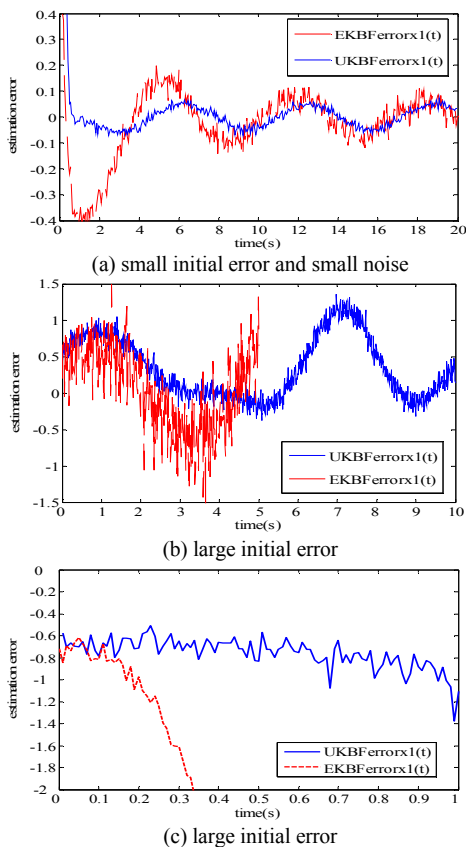 0.4
0.3
0.2
0.1
0
-0.1
-0.2
-0.3
-0.4
estimation error
EKBFerrorx1(t)
UKBFerrorx1(t)
0 2 4 6 8 10 12 14 16 18 20
time(s)
(a) small initial error and small noise
1.5
1
0.5
0
-0.5
-1
-1.5
estimation error
UKBFerrorx1(t)
EKBFerrorx1(t)
0 1 2 3 4 5 6 7 8 9 10
time(s)
(b) large initial error
0
-0.2
-0.4
-0.6
-0.8
-1
-1.2
-1.4
-1.6
-1.8
-2
estimation error
UKBFerrorx1(t)
EKBFerrorx1(t)
0 0.1 0.2 0.3 0.4 0.5 0.6 0.7 0.8 0.9 1
time(s)
(c) large initial error